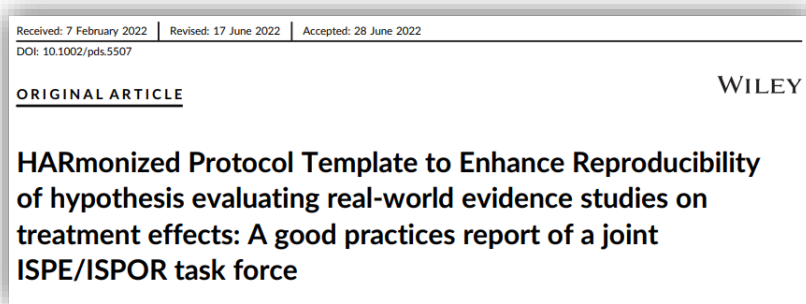 Received: 7 February 2022 | Revised: 17 June 2022 | Accepted: 28 June 2022
DOI: 10.1002/pds.5507
ORIGINAL ARTICLE
WILEY
HARmonized Protocol Template to Enhance Reproducibility
of hypothesis evaluating real-world evidence studies on
treatment effects: A good practices report of a joint
ISPE/ISPOR task force